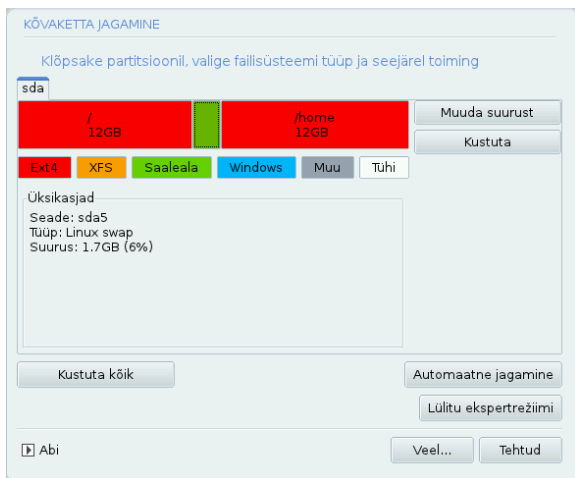 KÕVAKETTA JAGAMINE
Klõpsake partitsioonil, valige failisüsteemi tüüp ja seejärel toiming
sda
/
12GB
/home
12GB
Muuda suurust
Kustuta
Ext4 XFS Saaleala Windows Muu Tühi
Üksikasjad
Seade: sda5
Tüüp: Linux swap
Suurus: 1.7GB (6%)
Kustuta kõik
Automaatne jagamine
Lülitu ekspertrežiimi
Abi
Veel... Tehtud